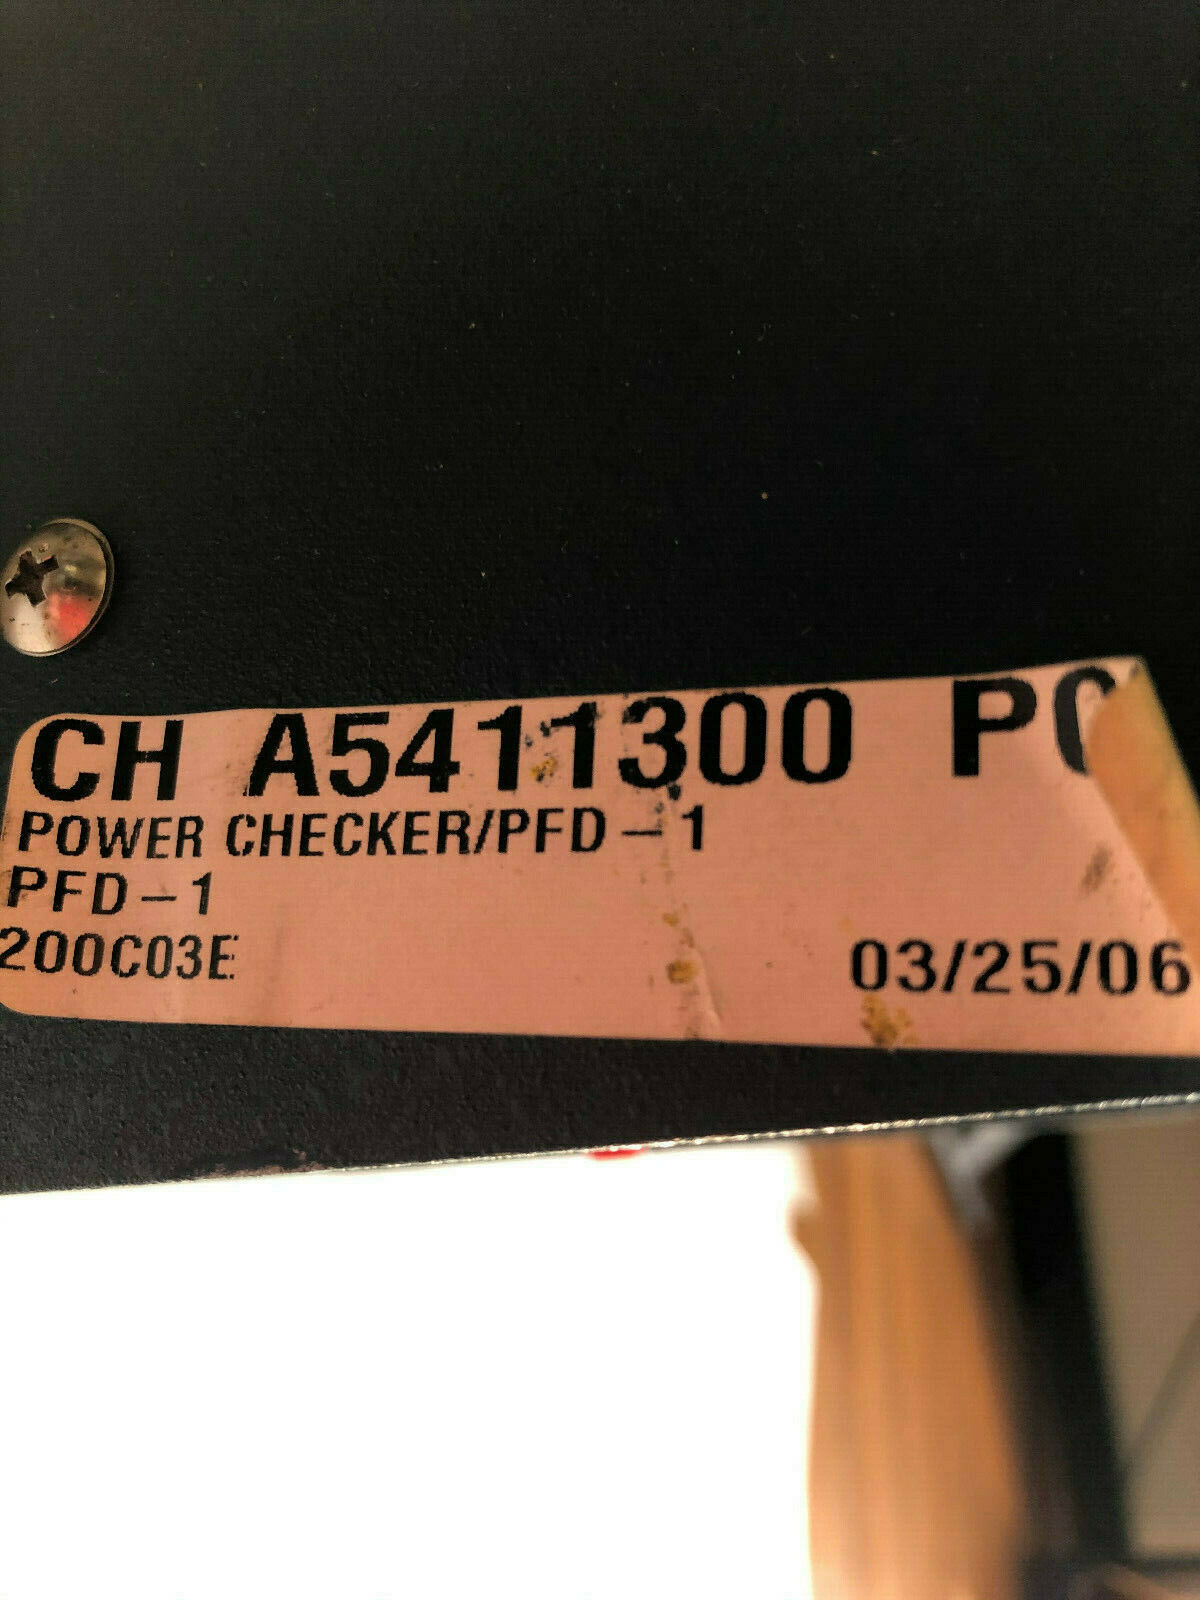 CH A5411300
POWER CHECKER/PFD-1
PFD-1
200C03E
03/25/06